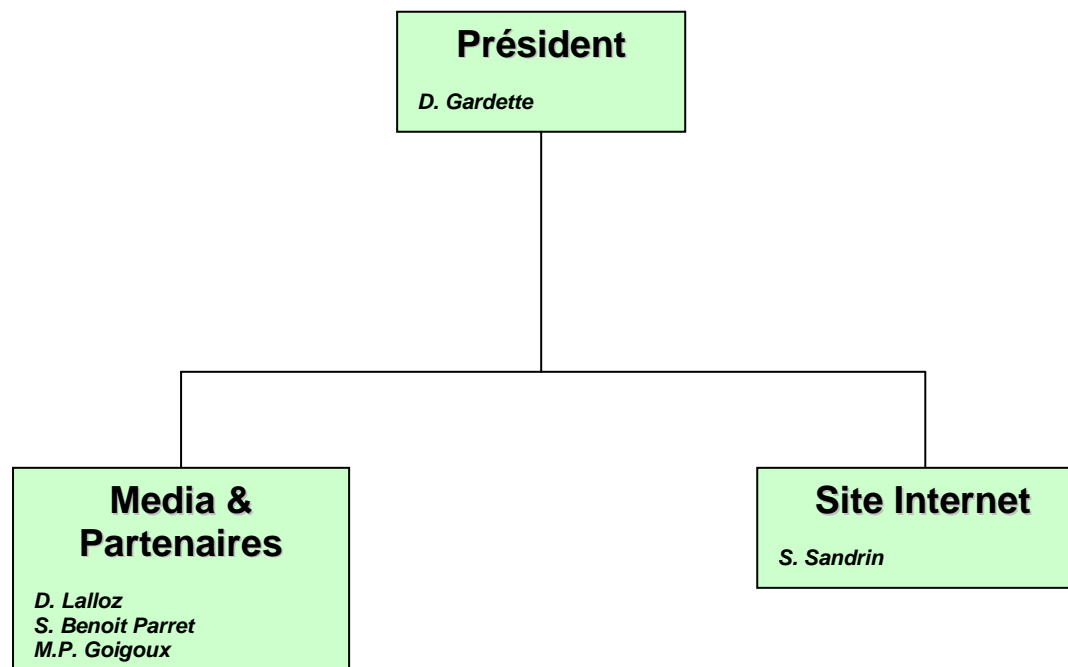 Président
D. Gardette
Media &
Partenaires
D. Lalloz
S. Benoit Parret
M.P. Goigoux
Site Internet
S. Sandrin